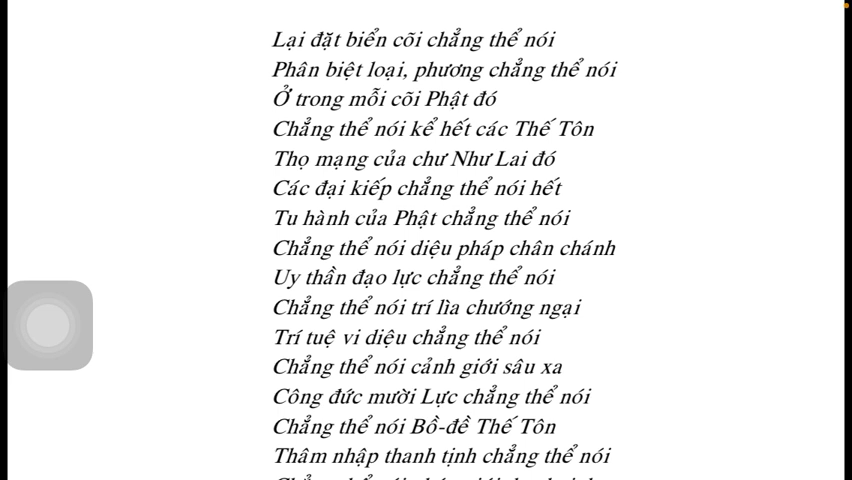 Lại đặt biển cõi chẳng thể nói
Phân biệt loại, phương chẳng thể nói
Ở trong mỗi cõi Phật đó
Chẳng thể nói kể hết các Thế Tôn
Thọ mạng của chư Như Lai đó
Các đại kiếp chẳng thể nói hết
Tu hành của Phật chẳng thể nói
Chẳng thể nói diệu pháp chân chánh
Uy thần đạo lực chẳng thể nói
Chẳng thể nói trí lìa chướng ngại
Trí tuệ vi diệu chẳng thể nói
Chẳng thể nói cảnh giới sâu xa
Công đức mười Lực chẳng thể nói
Chẳng thể nói Bồ-đề Thế Tôn
Thâm nhập thanh tịnh chẳng thể nói